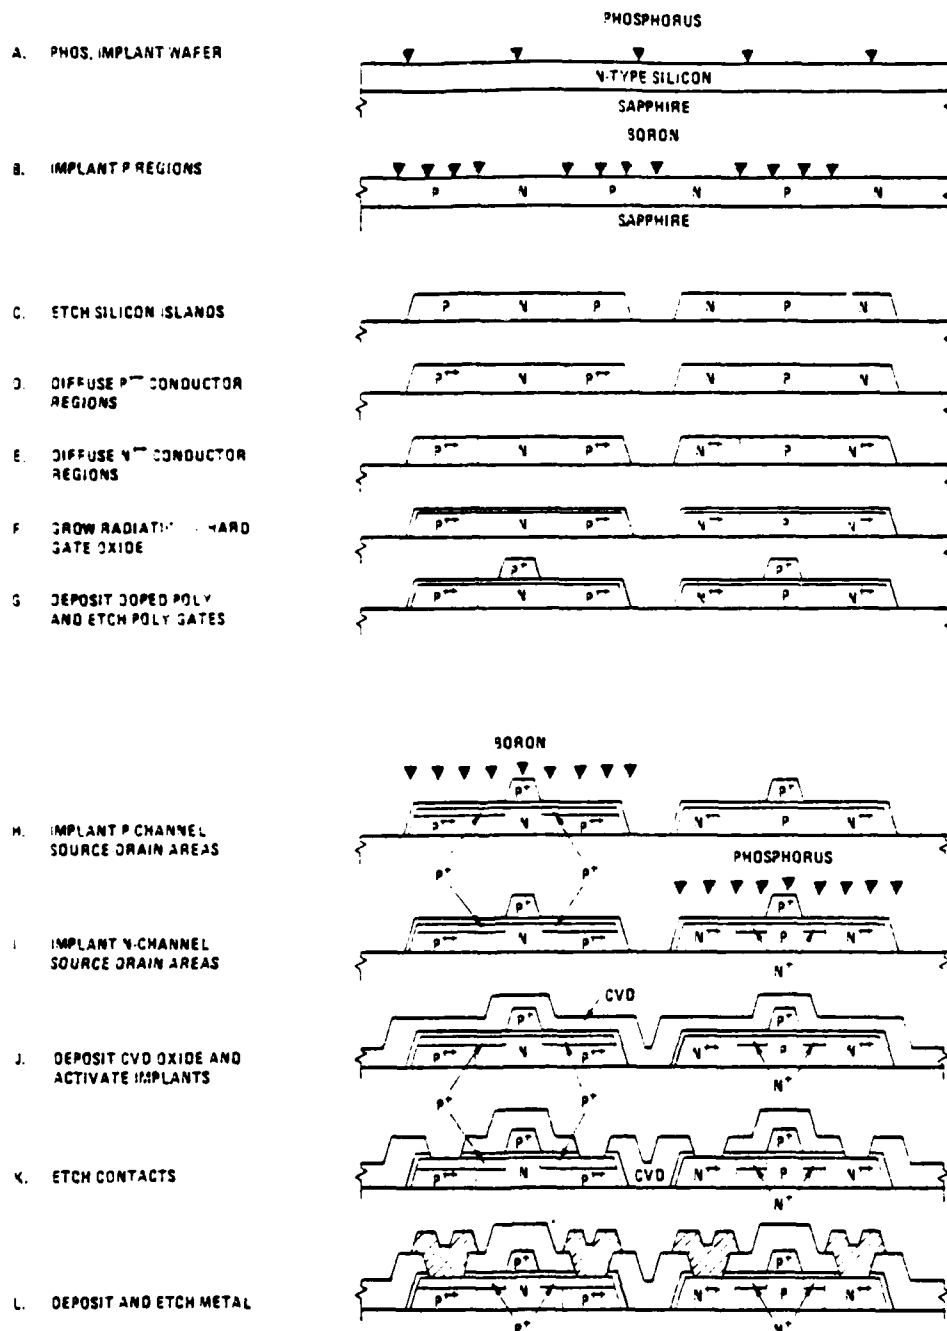 PHOSPHORUS
A. PHOS. IMPLANT WAFER
N-TYPE SILICON
SAPPHIRE
BORON
B. IMPLANT P REGIONS
P N P N P N
SAPPHIRE
C. ETCH SILICON ISLANDS
P N P N P N
D. DIFFUSE P++ CONDUCTOR
REGIONS
P++ N P++ N P N
E. DIFFUSE N++ CONDUCTOR
REGIONS
P++ N P++ N++ P N++
F HARD
GATE OXIDE
GROW
P++ N P++ N++ P N++
P+ P+
G DEPOSIT DOPED POLY
AND ETCH POLY GATES
P++ N P++ N++ P N++
BORON
P+ P+
H. IMPLANT P CHANNEL
SOURCE DRAIN AREAS
P++ N P++ N++ P N++
PHOSPHORUS
P+ P+
P+ P+
I IMPLANT N-CHANNEL
SOURCE DRAIN AREAS
P++ N P++ N++ P N++
N+
CVD
P+ P+
J. DEPOSIT CVD OXIDE AND
ACTIVATE IMPLANTS
P++ N P++ N++ P N++
N+
P+ P+
P+ P+
K. ETCH CONTACTS
P++ N P++ CVD N++ P N++
N+
P+ P+
L. DEPOSIT AND ETCH METAL
P++ N P++ N++ P N++
P+ N+